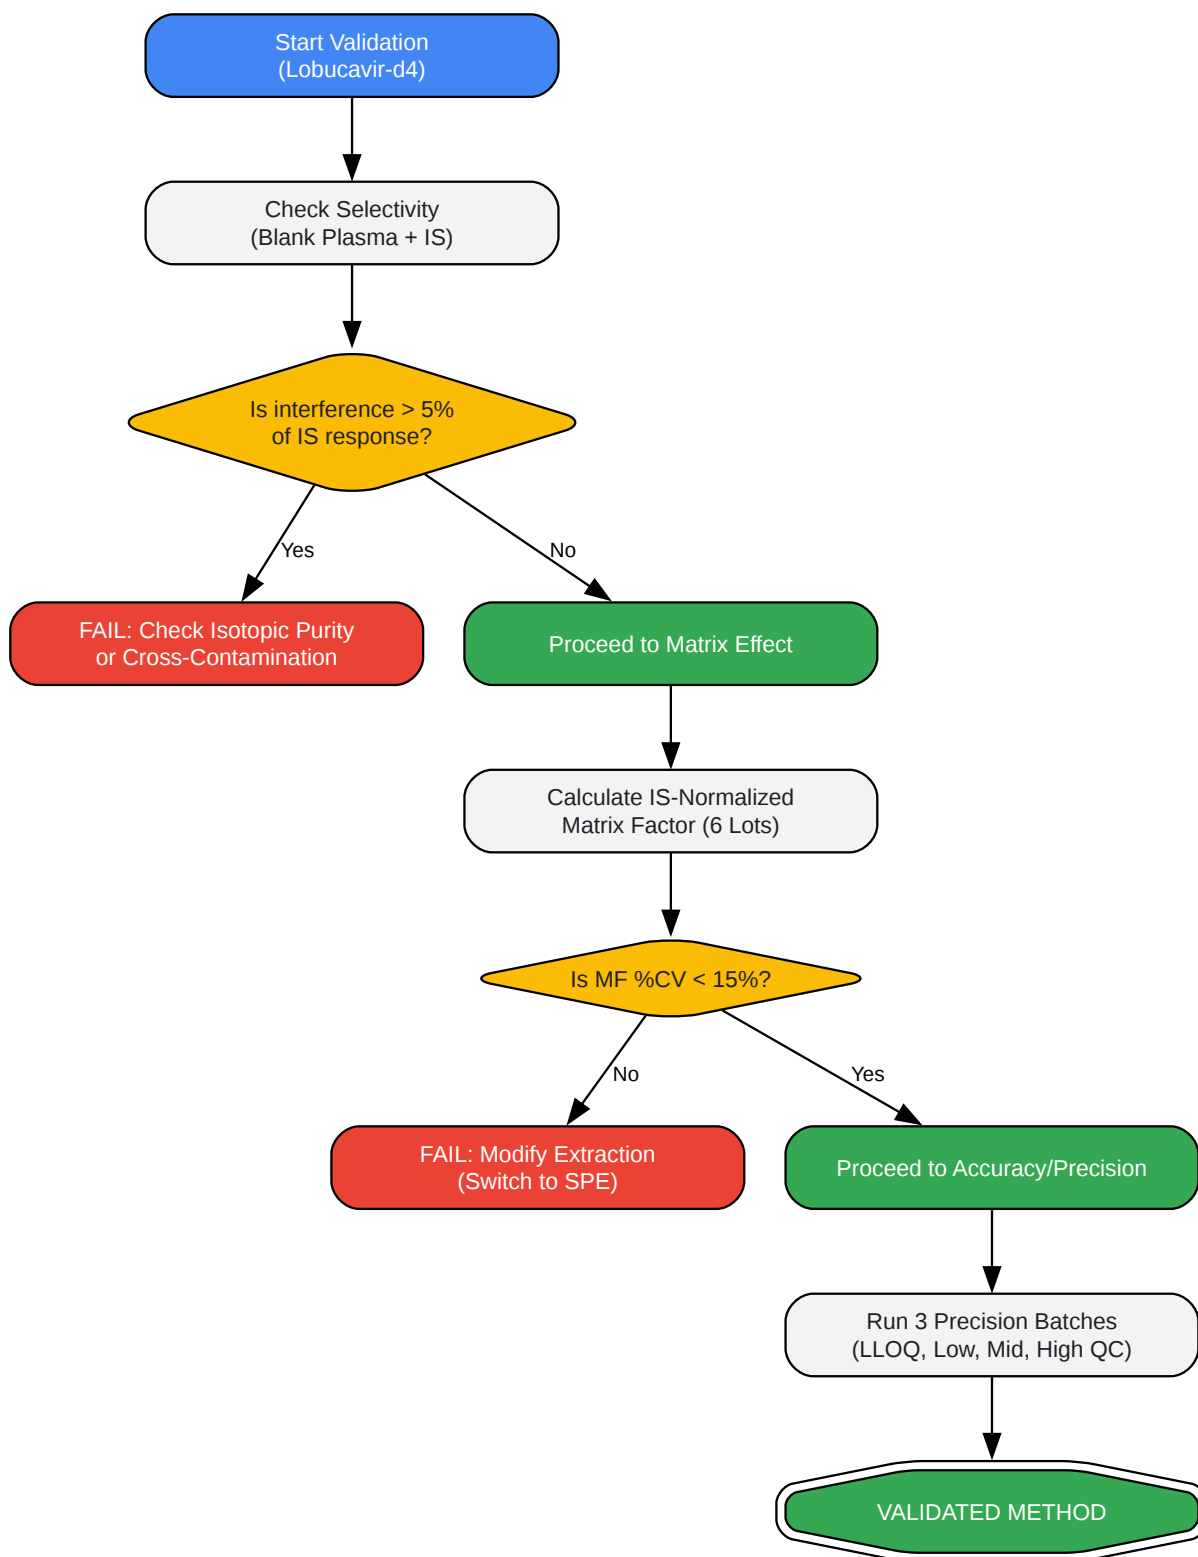 Start Validation
(Lobucavir-d4)
Check Selectivity
(Blank Plasma + IS)
Is interference > 5%
of IS response?
Yes
No
FAIL: Check Isotopic Purity
or Cross-Contamination
Proceed to Matrix Effect
Calculate IS-Normalized
Matrix Factor (6 Lots)
Is MF %CV < 15%?
No
Yes
FAIL: Modify Extraction
(Switch to SPE)
Proceed to Accuracy/Precision
Run 3 Precision Batches
(LLOQ, Low, Mid, High QC)
VALIDATED METHOD